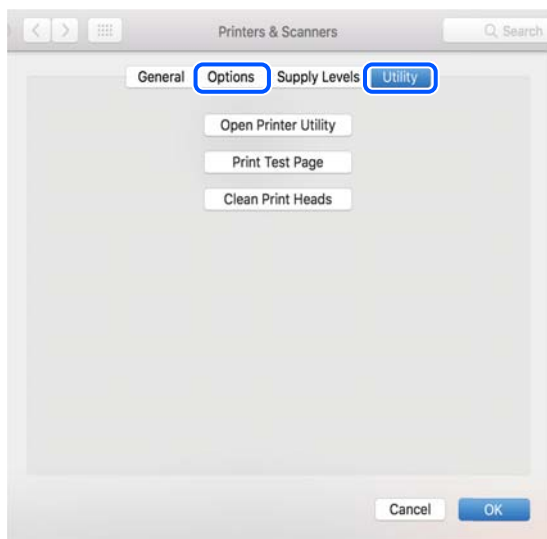 Printers & Scanners Search
General Options Supply Levels Utility
Open Printer Utility
Print Test Page
Clean Print Heads
Cancel OK